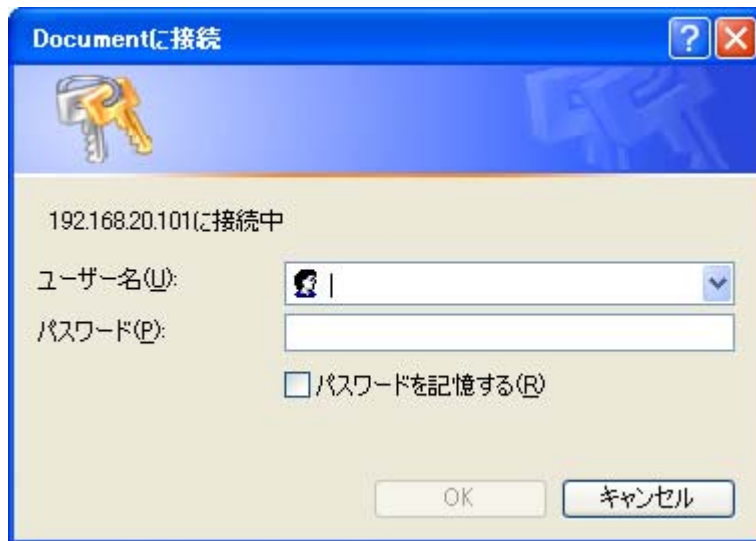 Documentに接続
192.168.20.101に接続中
ユーザー名(U):
パスワード(P):
パスワードを記憶する(R)
OK キャンセル